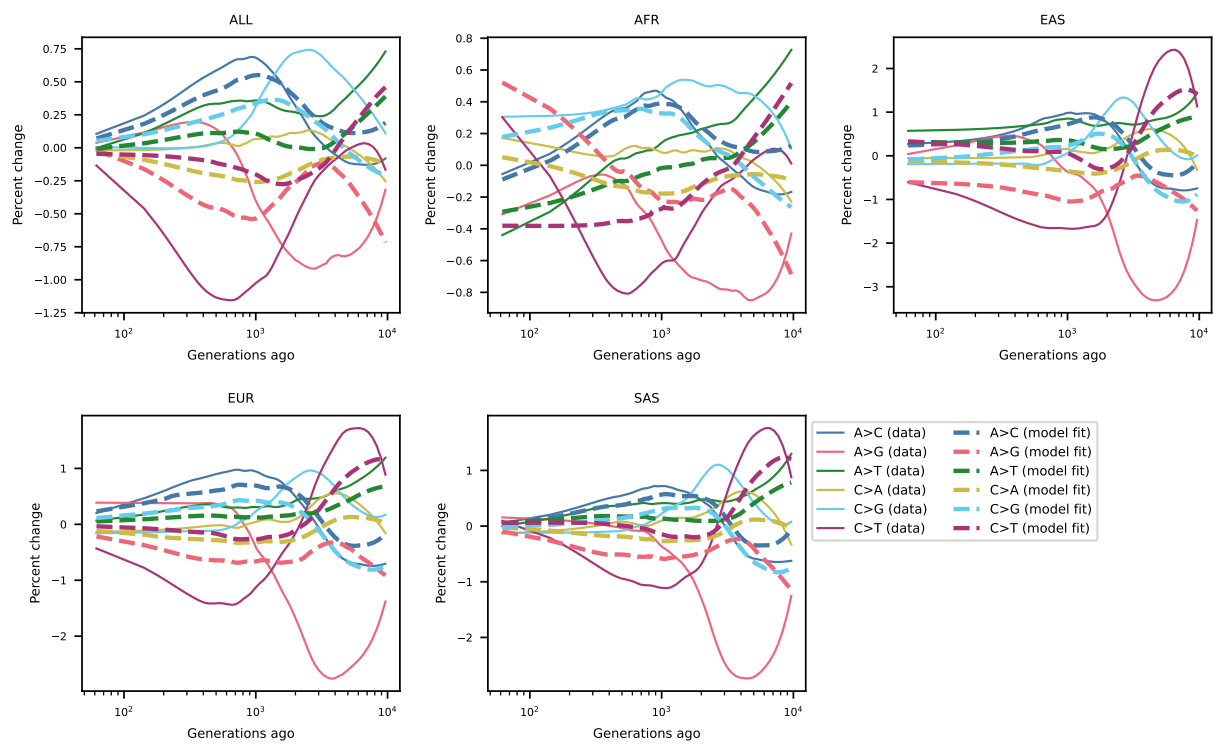 ALL
AFR
EAS
Percent change
0.75
0.50
0.25
0.00
−0.25
−0.50
−0.75
−1.00
−1.25
10²
10³
10⁴
Generations ago
Percent change
0.8
0.6
0.4
0.2
0.0
−0.2
−0.4
−0.6
−0.8
10²
10³
10⁴
Generations ago
Percent change
2
1
0
−1
−2
−3
10²
10³
10⁴
Generations ago
EUR
SAS
Percent change
1
0
−1
−2
10²
10³
10⁴
Generations ago
Percent change
1
0
−1
−2
10²
10³
10⁴
Generations ago
A>C (data)
A>G (data)
A>T (data)
C>A (data)
C>G (data)
C>T (data)
A>C (model fit)
A>G (model fit)
A>T (model fit)
C>A (model fit)
C>G (model fit)
C>T (model fit)